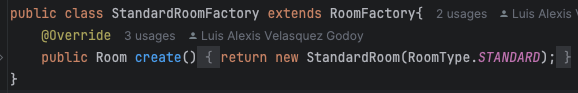 public class StandardRoomFactory extends RoomFactory{ 2 usages Luis Alexis V
@Override 3 usages Luis Alexis Velasquez Godoy
public Room create() { return new StandardRoom(RoomType.STANDARD); }
}